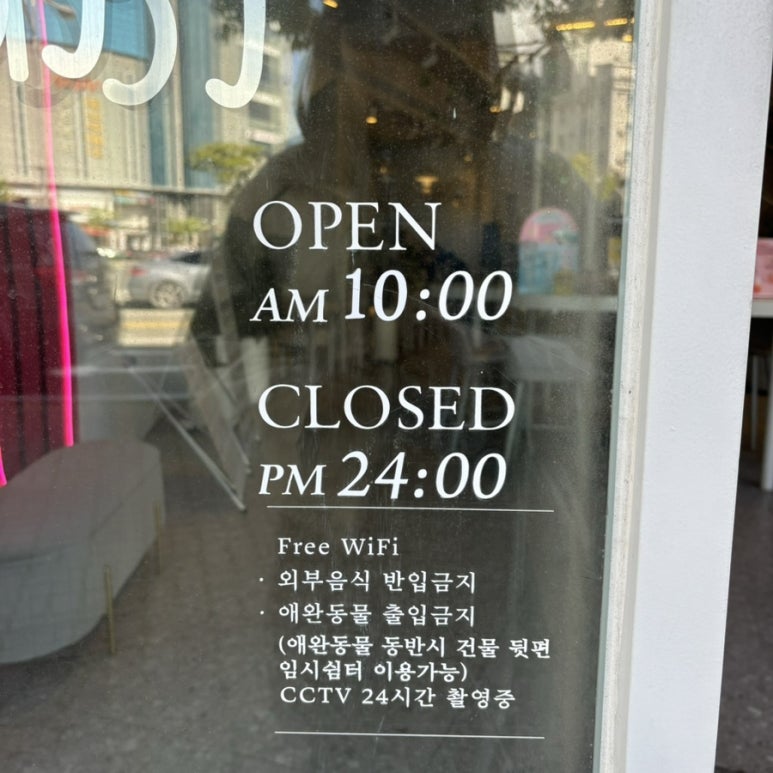 OPEN
AM 10:00
CLOSED
PM 24:00
Free WiFi
· 외부음식 반입금지
· 애완동물 출입금지
(애완동물 동반시 건물 뒷편
임시쉼터 이용가능)
CCTV 24시간 촬영중